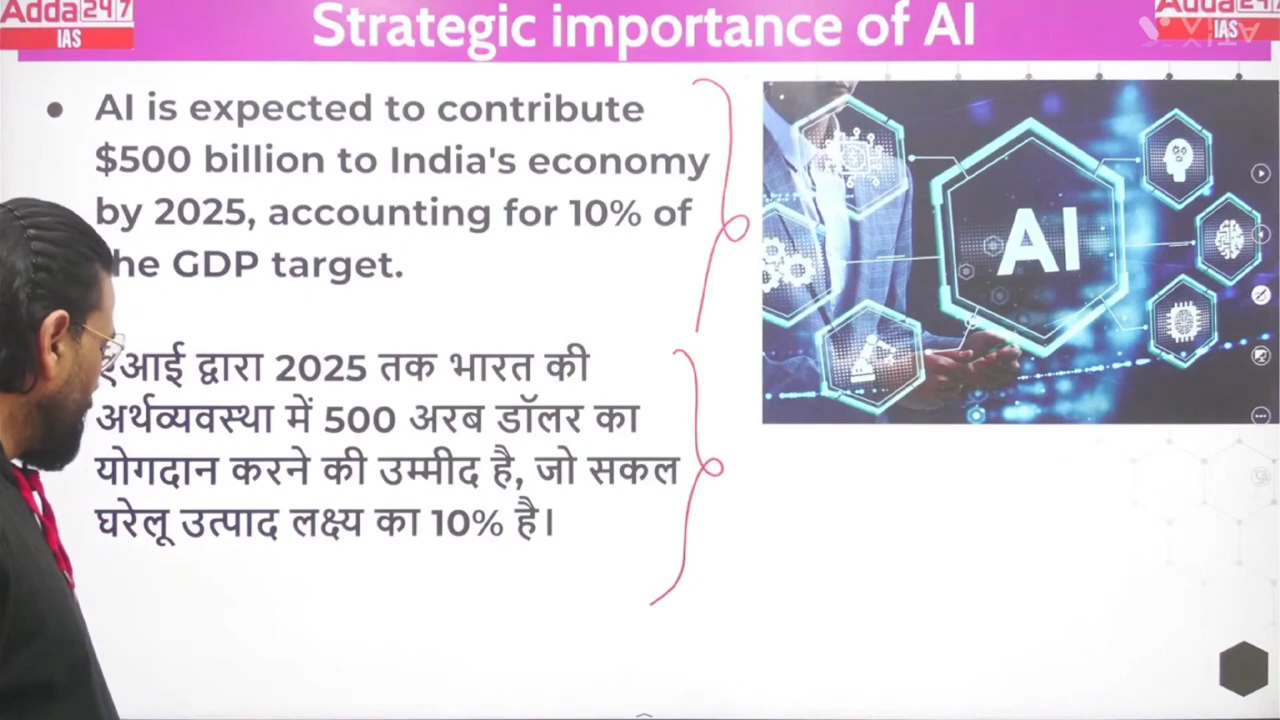 Adda247
IAS
Strategic importance of AI
Adda247
IAS
• AI is expected to contribute
$500 billion to India's economy
by 2025, accounting for 10% of
he GDP target.
एआई द्वारा 2025 तक भारत की
अर्थव्यवस्था में 500 अरब डॉलर का
योगदान करने की उम्मीद है, जो सकल
घरेलू उत्पाद लक्ष्य का 10% है।
AI